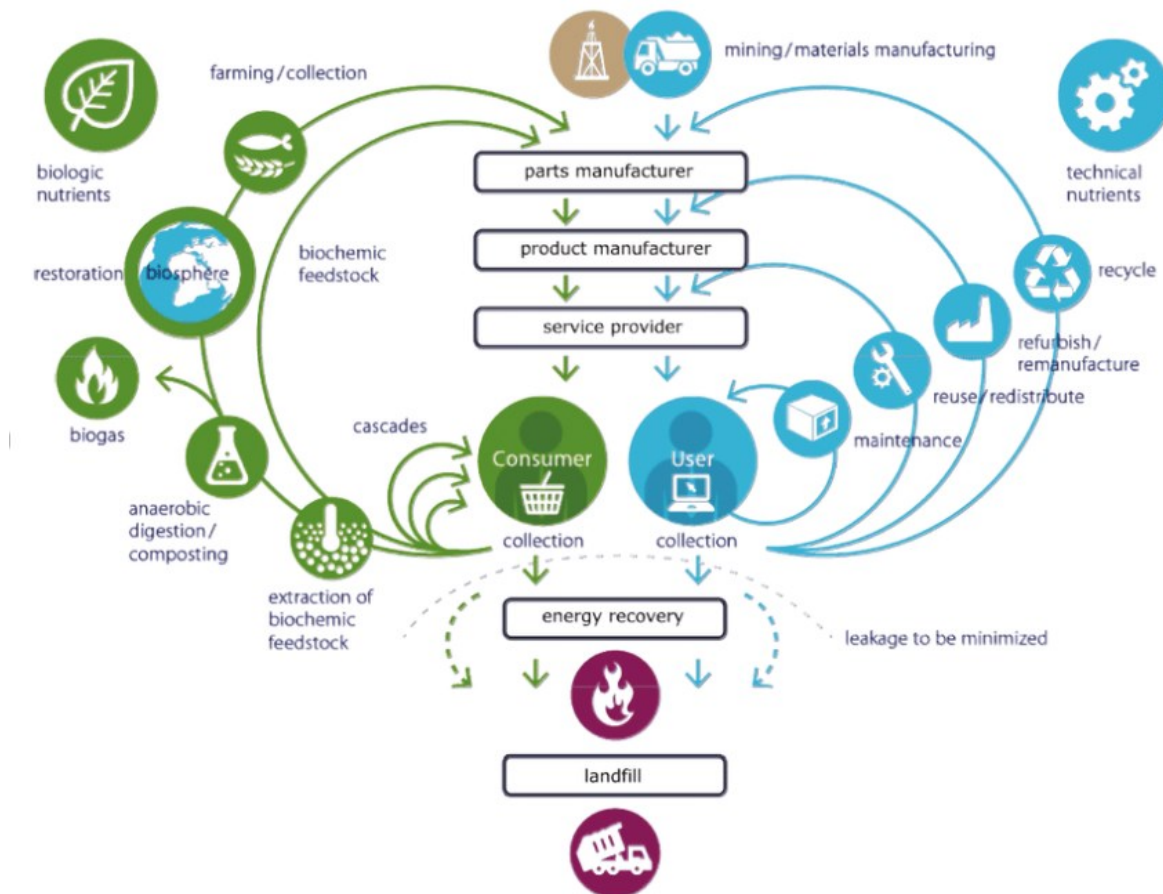 mining/materials manufacturing
farming/collection
biologic
nutrients
technical
nutrients
parts manufacturer
biochemic
feedstock
product manufacturer
restoration
biosphere
recycle
service provider
refurbish/
remanufacture
reuse/redistribute
biogas
cascades
maintenance
Consumer
User
anaerobic
digestion/
composting
collection
collection
extraction of
biochemic
feedstock
energy recovery
leakage to be minimized
landfill